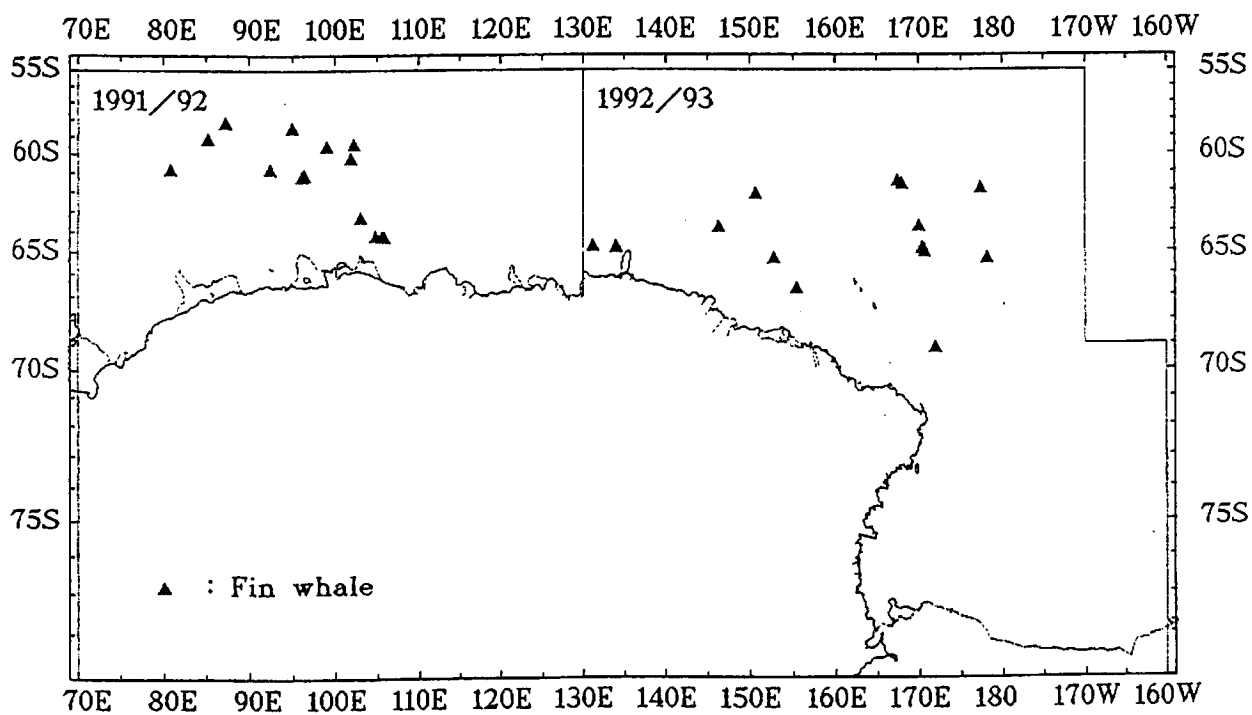 70E 80E 90E 100E 110E 120E 130E 140E 150E 160E 170E 180 170W 160W
55S 55S
1991/92 1992/93
60S 60S
65S 65S
70S 70S
75S 75S
▲ : Fin whale
70E 80E 90E 100E 110E 120E 130E 140E 150E 160E 170E 180 170W 160W